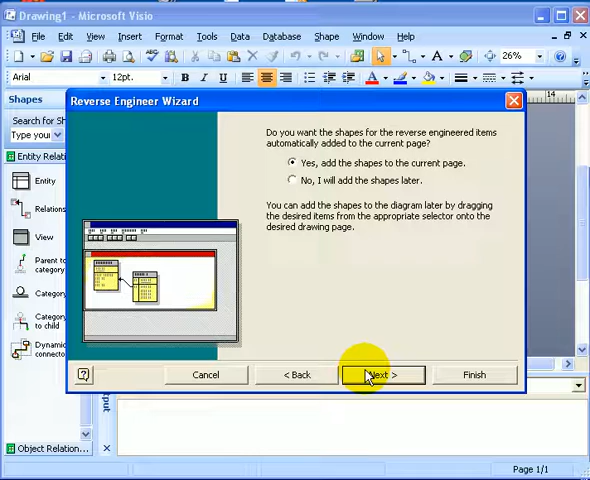 Drawing1 - Microsoft Visio
File Edit View Insert Format Tools Data Database Shape Window
26%
Arial 12pt.
Shapes
Search for Sha
Type your
Entity Relatio
Entity
Relations
View
Parent to
category
Catego
Category
to child
Dynamic
connecto
Object Relation...
14
Reverse Engineer Wizard
Do you want the shapes for the reverse engineered items
automatically added to the current page?
Yes, add the shapes to the current page.
No, I will add the shapes later.
You can add the shapes to the diagram later by dragging
the desired items from the appropriate selector onto the
desired drawing page.
Cancel < Back Next > Finish
Page 1/1